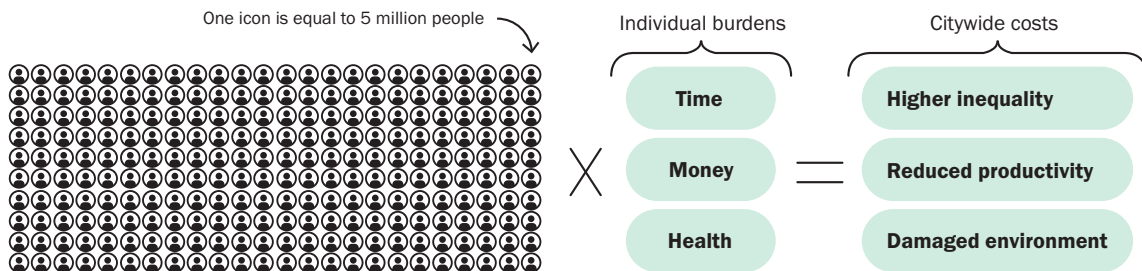 One icon is equal to 5 million people
Individual burdens
Citywide costs
Time
Higher inequality
Money
Reduced productivity
Health
Damaged environment